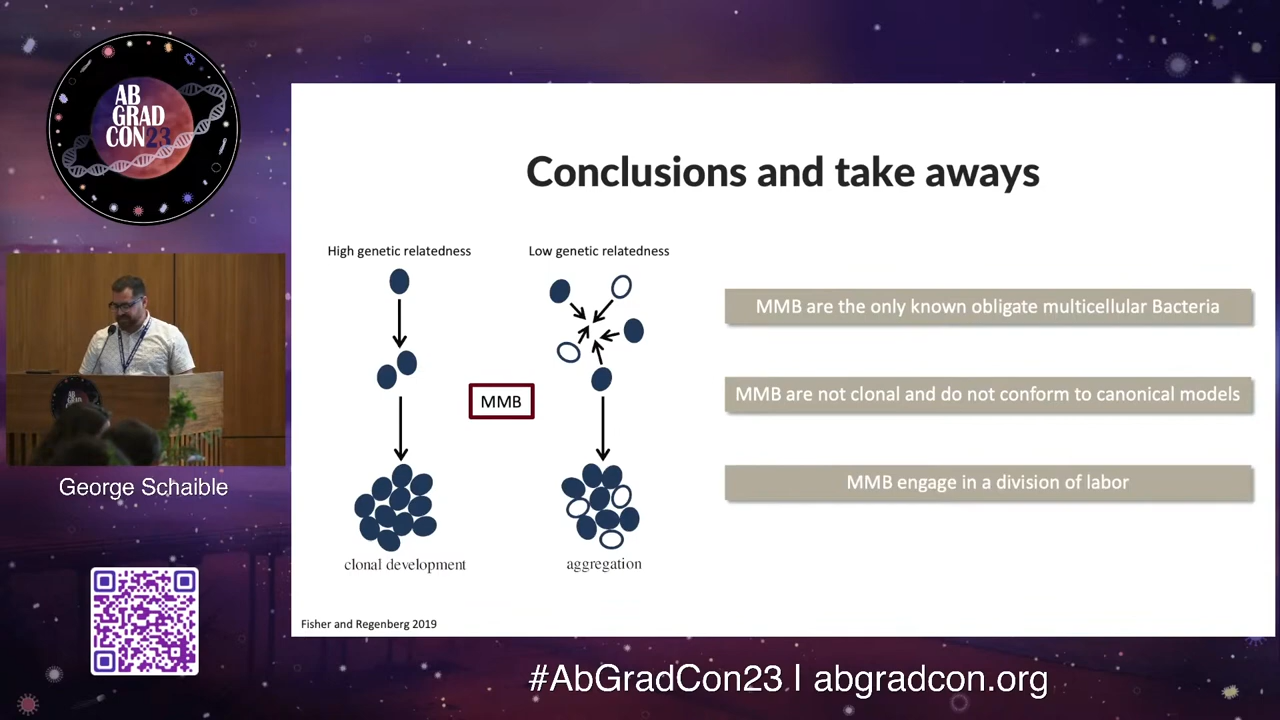 AB
GRAD
CON23
Conclusions and take aways
High genetic relatedness
Low genetic relatedness
MMB
clonal development
aggregation
Fisher and Regenberg 2019
MMB are the only known obligate multicellular Bacteria
MMB are not clonal and do not conform to canonical models
MMB engage in a division of labor
George Schaible
#AbGradCon23 | abgradcon.org